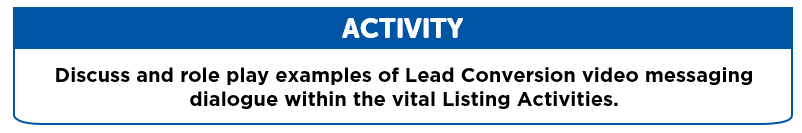 ACTIVITY
Discuss and role play examples of Lead Conversion video messaging
dialogue within the vital Listing Activities.